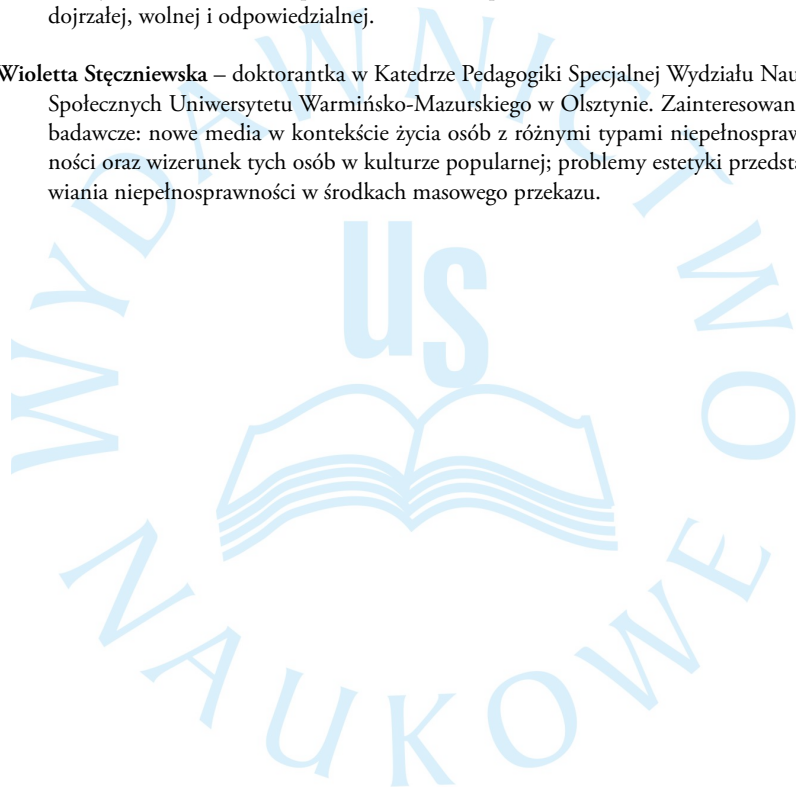 dojrzałej, wolnej i odpowiedzialnej.
Wioletta Stęczniewska – doktorantka w Katedrze Pedagogiki Specjalnej Wydziału Nau
Społecznych Uniwersytetu Warmińsko-Mazurskiego w Olsztynie. Zainteresowan
badawcze: nowe media w kontekście życia osób z różnymi typami niepełnospraw
ności oraz wizerunek tych osób w kulturze popularnej; problemy estetyki przedsta
wiania niepełnosprawności w środkach masowego przekazu.
WYDAWNICTWO
US
NAUKOWE